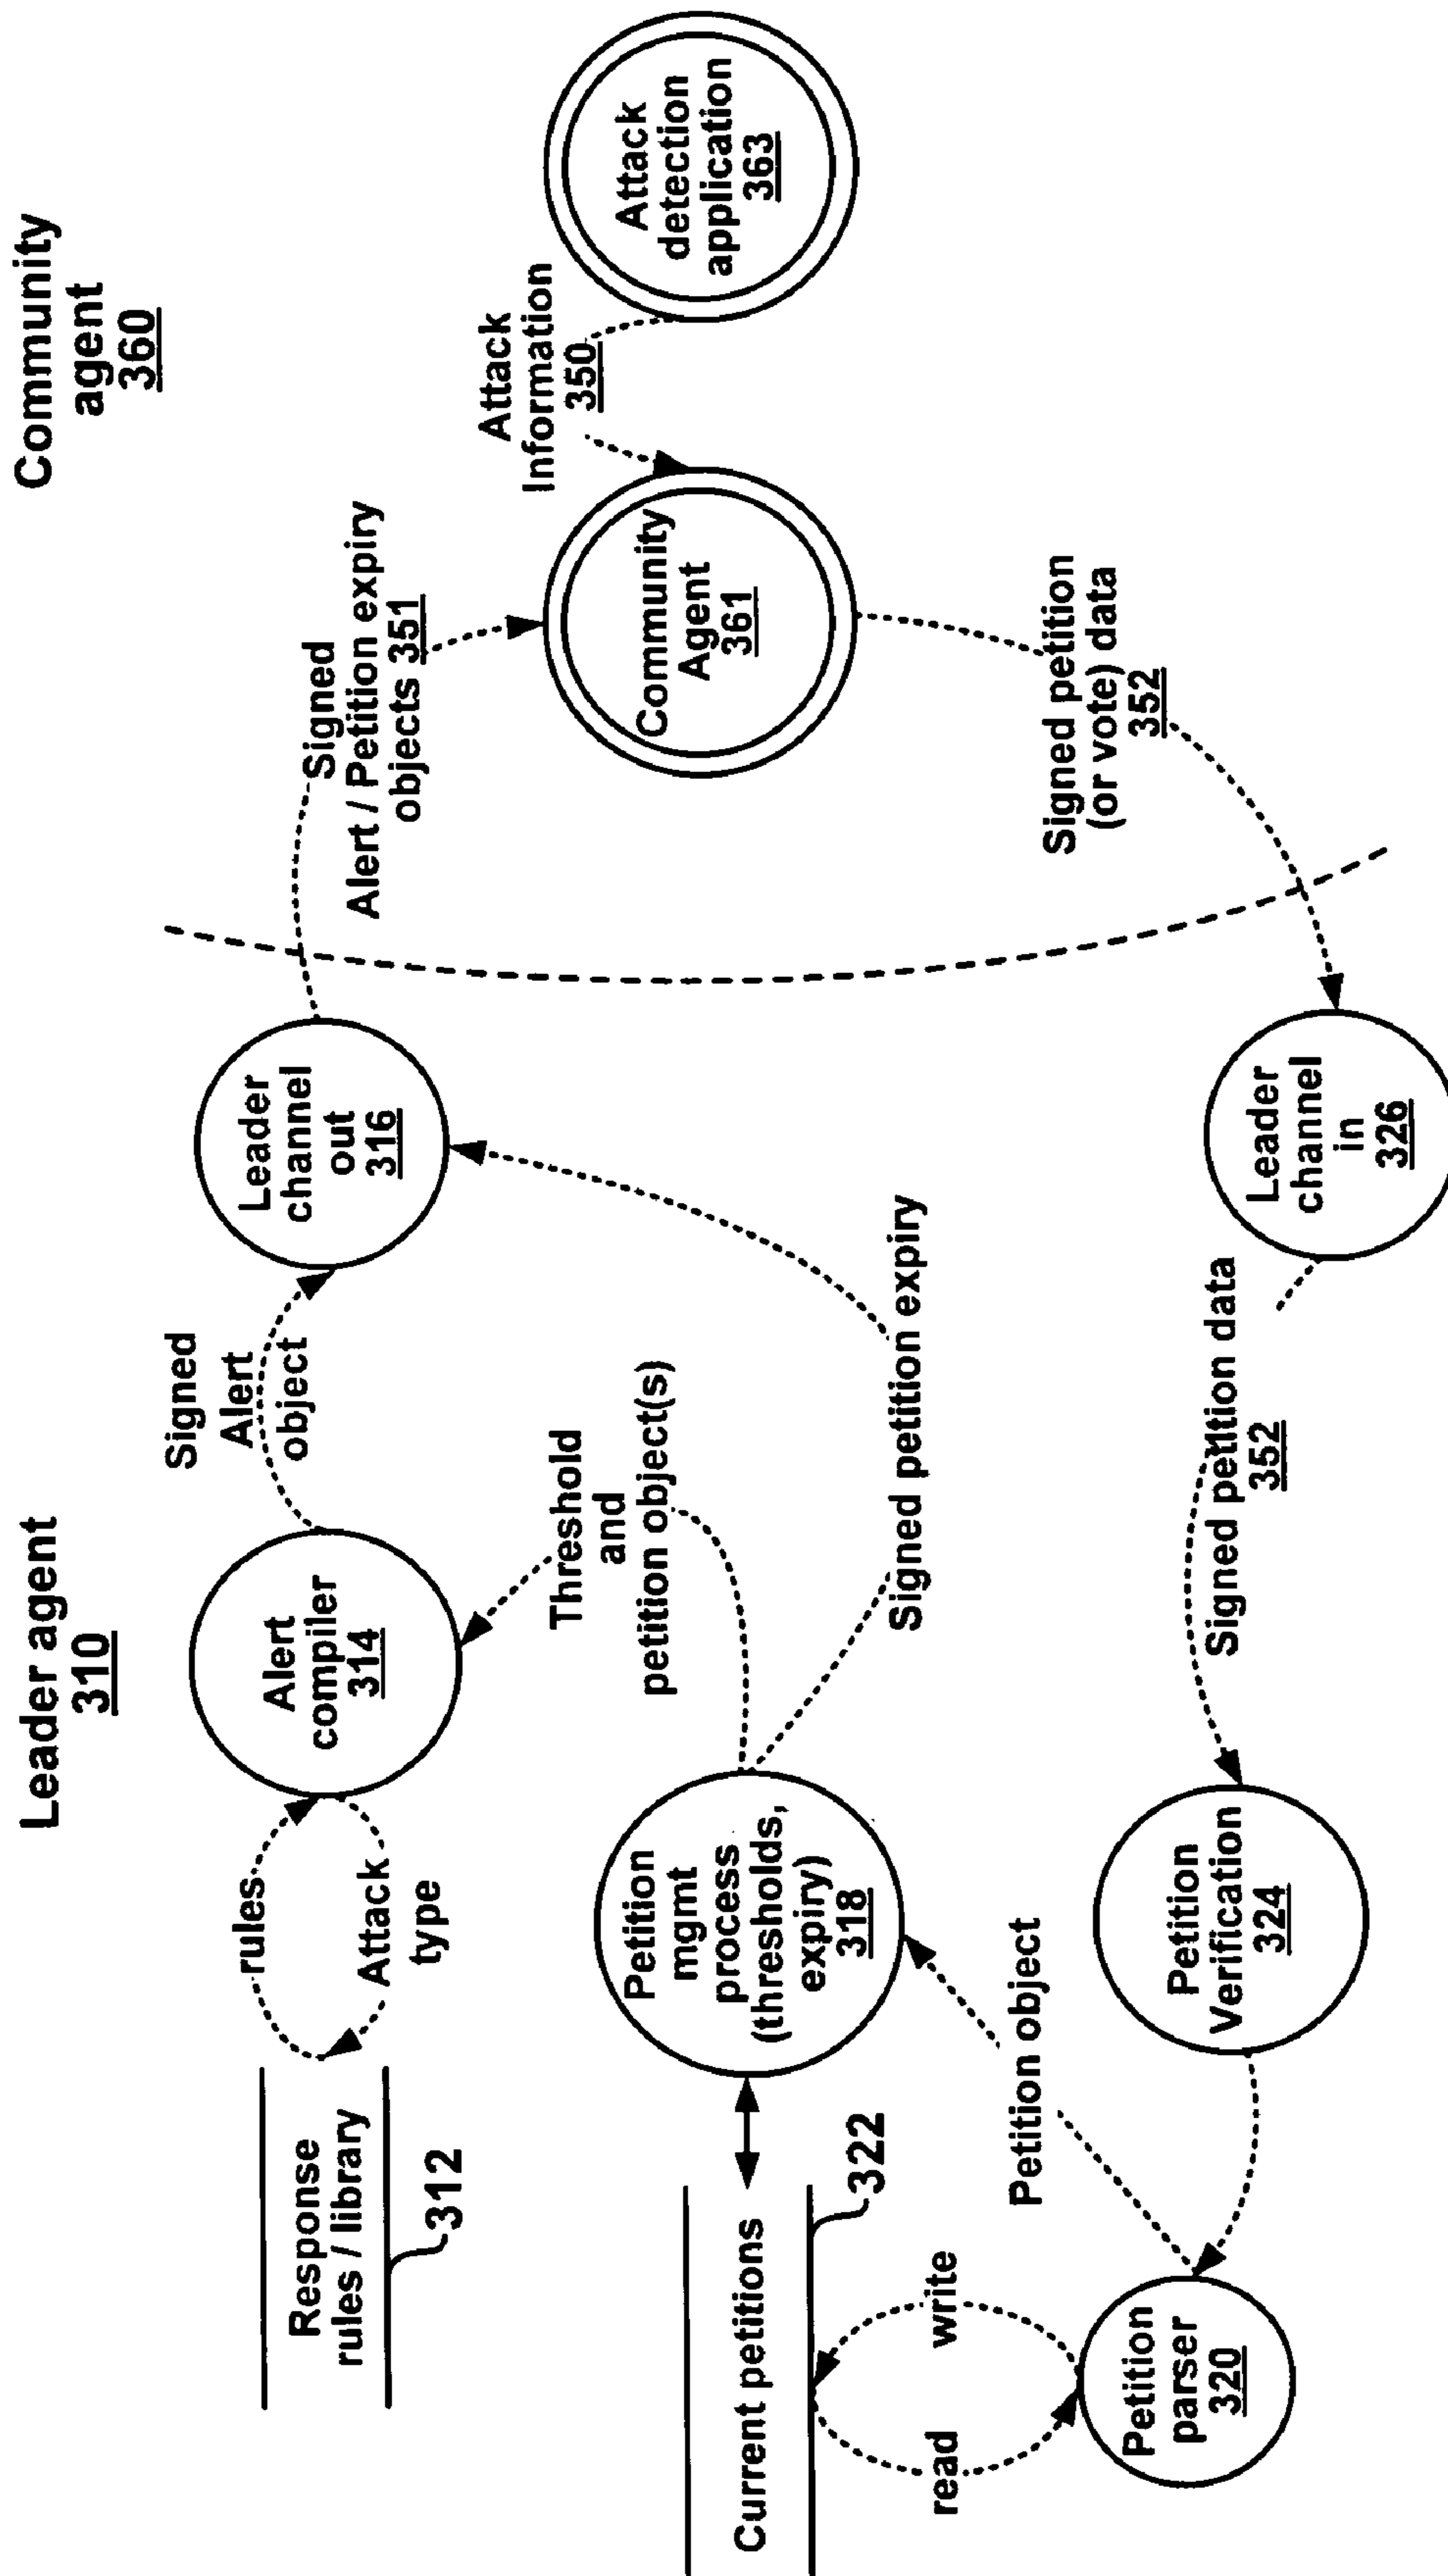 Leader agent
310
Community
agent
360
Response
rules / library
312
rules
Attack
type
Alert
compiler
314
Signed
Alert
object
Leader
channel
out
316
Signed
Alert / Petition expiry
objects 351
Attack
Information
350
Attack
detection
application
363
Community
Agent
361
Threshold
and
petition object(s)
Signed petition expiry
Current petitions
322
Petition
mgmt
process
(thresholds,
expiry)
318
read
write
Petition object
Petition
parser
320
Petition
Verification
324
Signed petition data
352
Leader
channel
in
326
Signed petition
(or vote) data
352